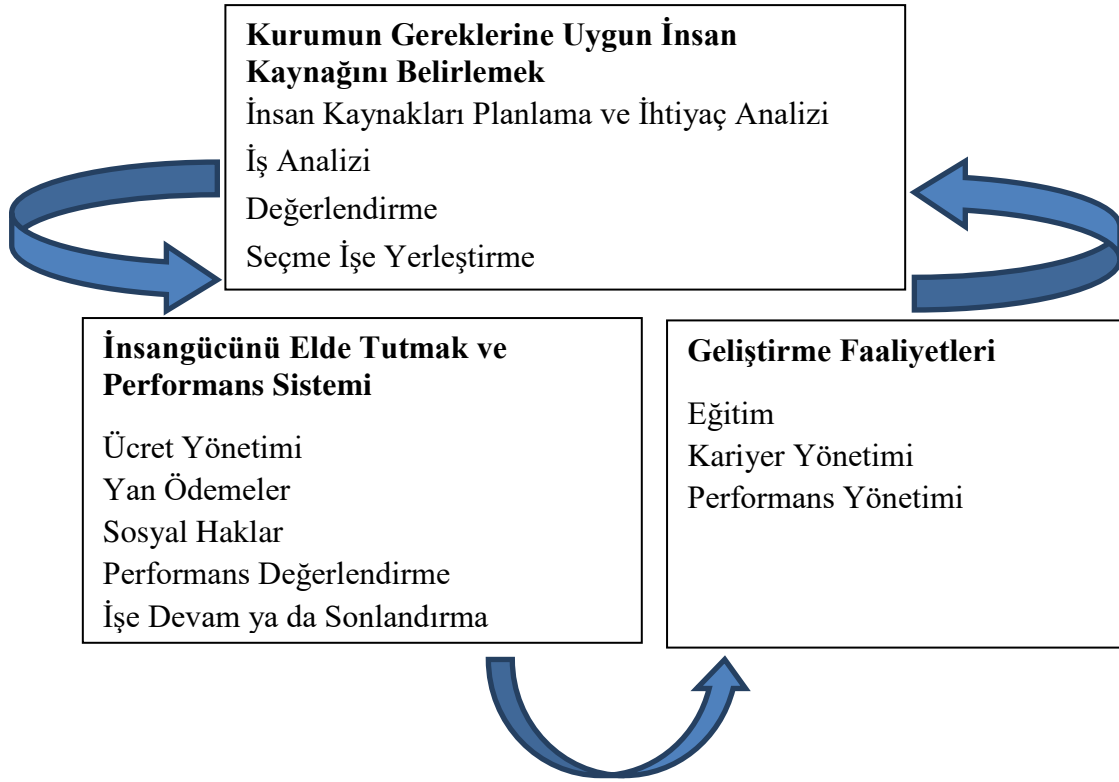 Kurumun Gereklerine Uygun İnsan
Kaynağını Belirlemek
İnsan Kaynakları Planlama ve İhtiyaç Analizi
İş Analizi
Değerlendirme
Seçme İşe Yerleştirme
İnsangücünü Elde Tutmak ve
Performans Sistemi
Ücret Yönetimi
Yan Ödemeler
Sosyal Haklar
Performans Değerlendirme
İşe Devam ya da Sonlandırma
Geliştirme Faaliyetleri
Eğitim
Kariyer Yönetimi
Performans Yönetimi